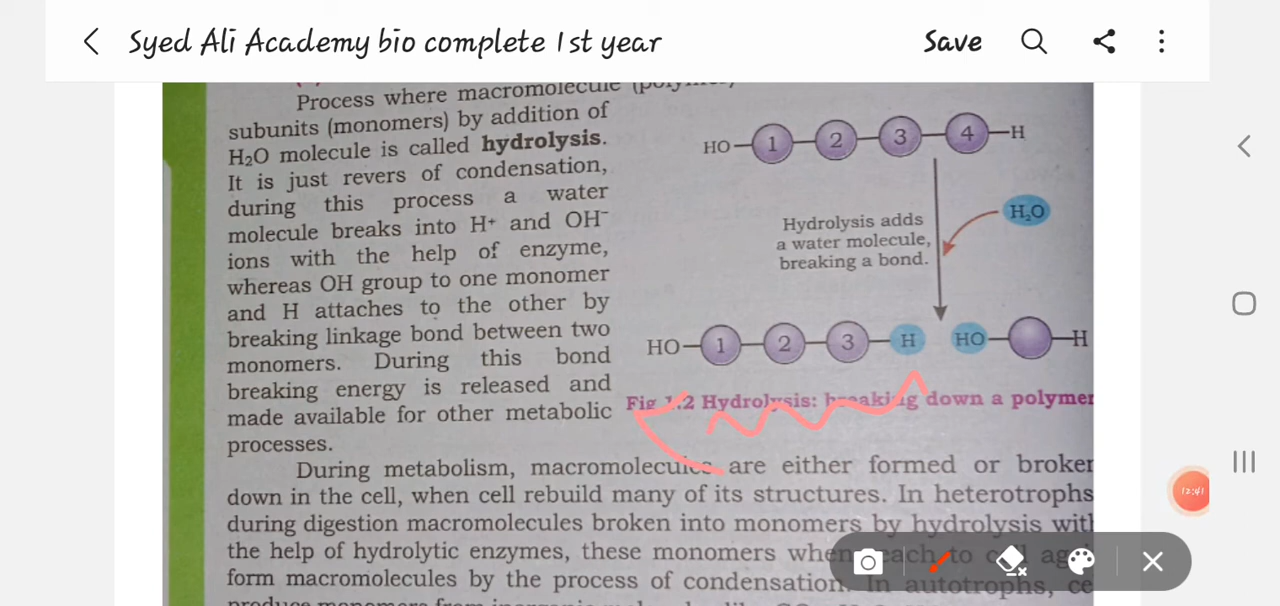 Syed Ali Academy bio complete 1st year
Save
Process where macromolecule
subunits (monomers) by addition of
H₂O molecule is called hydrolysis.
It is just revers of condensation,
during this process a water
molecule breaks into H⁺ and OH⁻
ions with the help of enzyme,
whereas OH group to one monomer
and H attaches to the other by
breaking linkage bond between two
monomers. During this bond
breaking energy is released and
made available for other metabolic
processes.
HO 1 2 3 4 H
H₂O
Hydrolysis adds
a water molecule,
breaking a bond.
HO 1 2 3 H HO H
Fig 1.2 Hydrolysis: breaking down a polymer
During metabolism, macromolecules are either formed or broken
down in the cell, when cell rebuild many of its structures. In heterotrophs
during digestion macromolecules broken into monomers by hydrolysis with
the help of hydrolytic enzymes, these monomers when
form macromolecules by the process of condensation. In autotrophs,
13:41